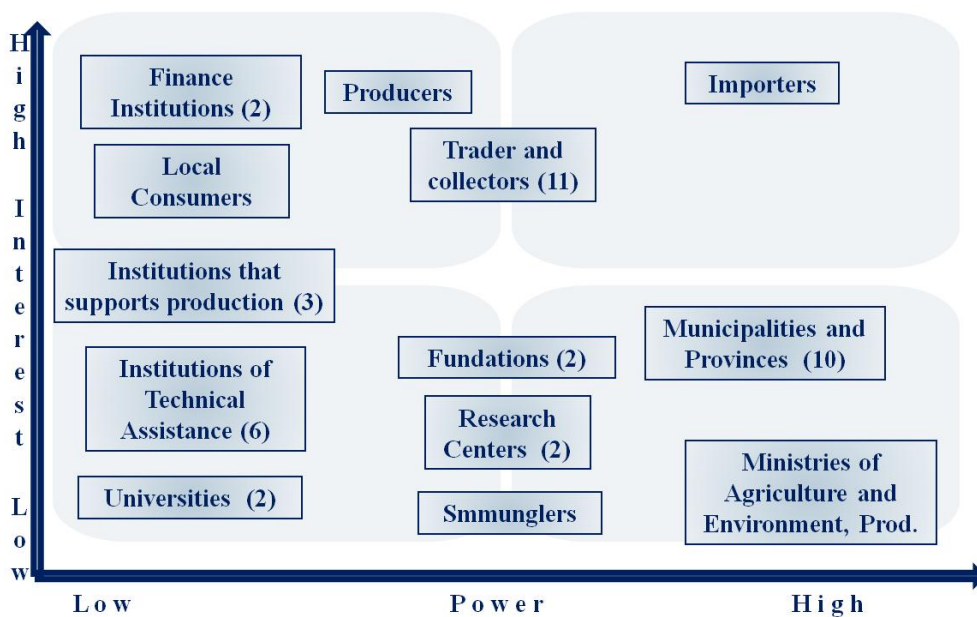 High Interest Low
Finance
Institutions (2)
Producers
Importers
Trader and
collectors (11)
Local
Consumers
Institutions that
supports production (3)
Municipalities and
Provinces (10)
Fundations (2)
Institutions of
Technical
Assistance (6)
Research
Centers (2)
Ministries of
Agriculture and
Environment, Prod.
Universities (2)
Smmunglers
Low Power High